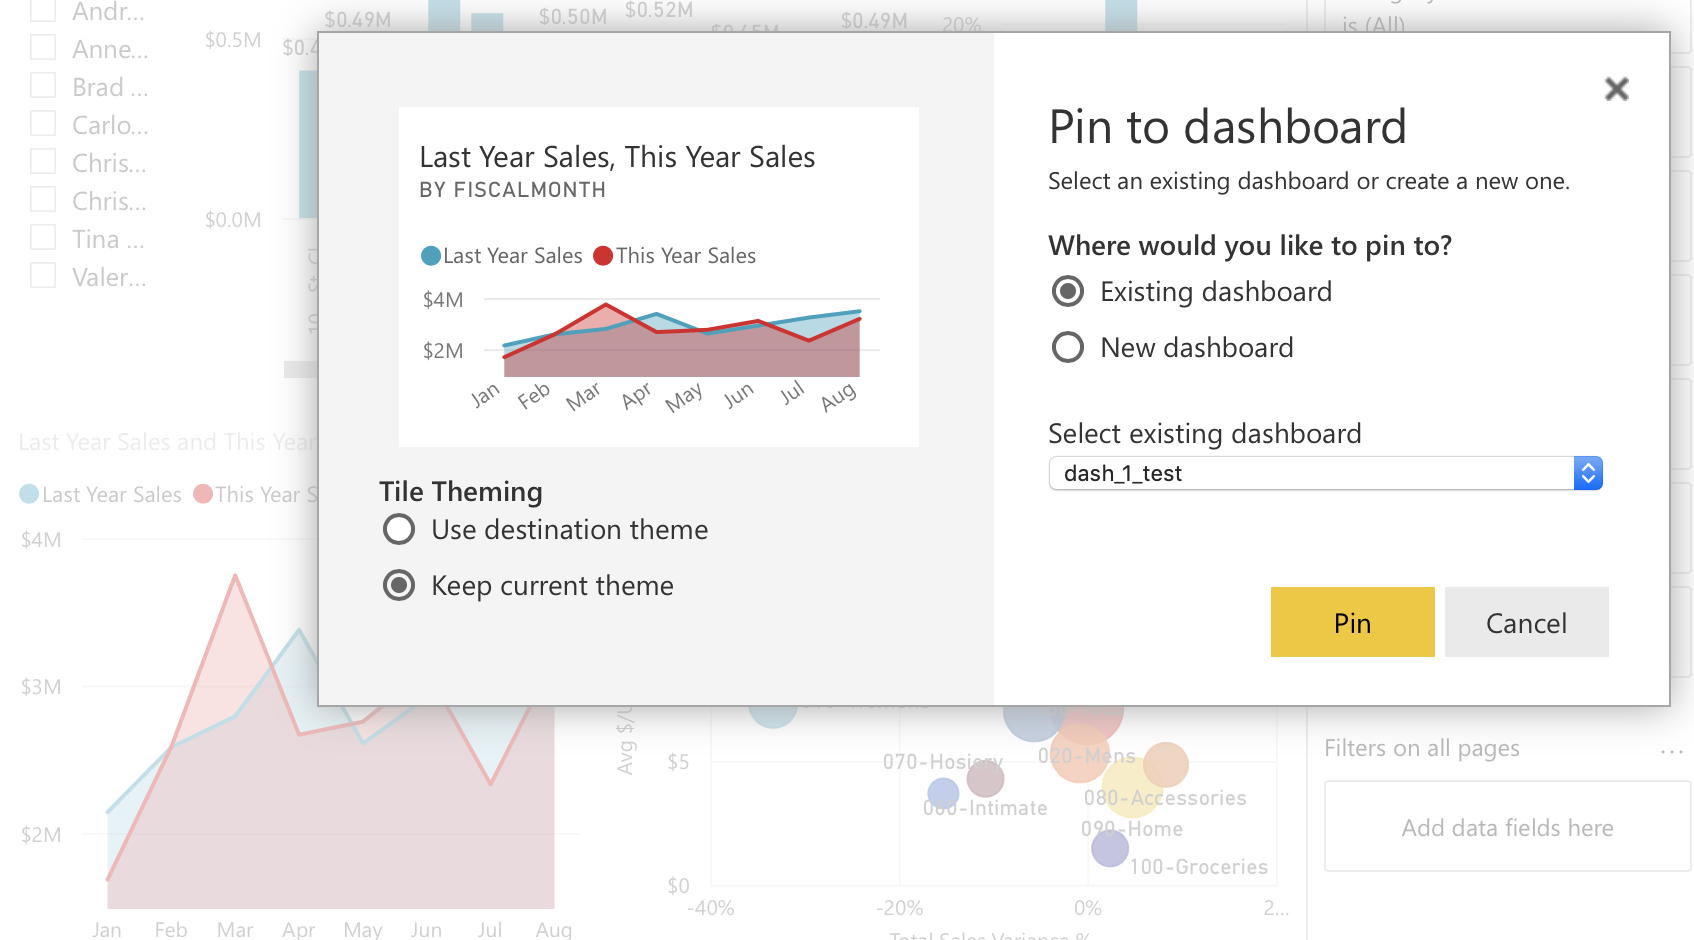 Andr...
Anne...
Brad ...
Carlo...
Chris...
Chris...
Tina ...
Valer...
$0.5M
$0.0M
$0.49M
$0.50M
$0.52M
$0.49M
20%
is (All)
Last Year Sales, This Year Sales
BY FISCALMONTH
Last Year Sales This Year Sales
$4M
$2M
Jan Feb Mar Apr May Jun Jul Aug
Tile Theming
Use destination theme
Keep current theme
Pin to dashboard
Select an existing dashboard or create a new one.
Where would you like to pin to?
Existing dashboard
New dashboard
Select existing dashboard
dash_1_test
Pin Cancel
Last Year Sales and This Year
Last Year Sales This Year S
$4M
$3M
$2M
Jan Feb Mar Apr May Jun Jul Aug
Avg $/U
$5
$0
070-Hosiery
020-Mens
060-Intimate
080-Accessories
090-Home
100-Groceries
-40% -20% 0% 2...
Total Sales Variance %
Filters on all pages ...
Add data fields here